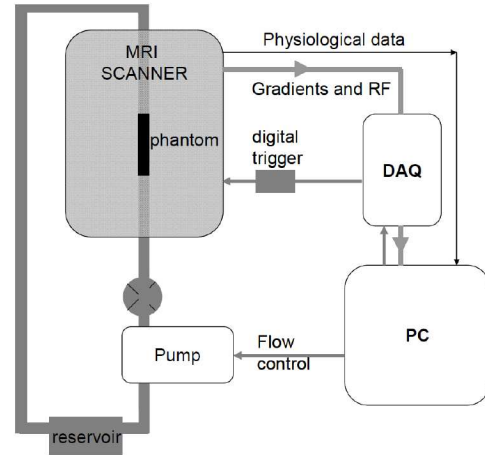 MRI
SCANNER
Physiological data
Gradients and RF
phantom
digital
trigger
DAQ
Pump
Flow
control
PC
reservoir